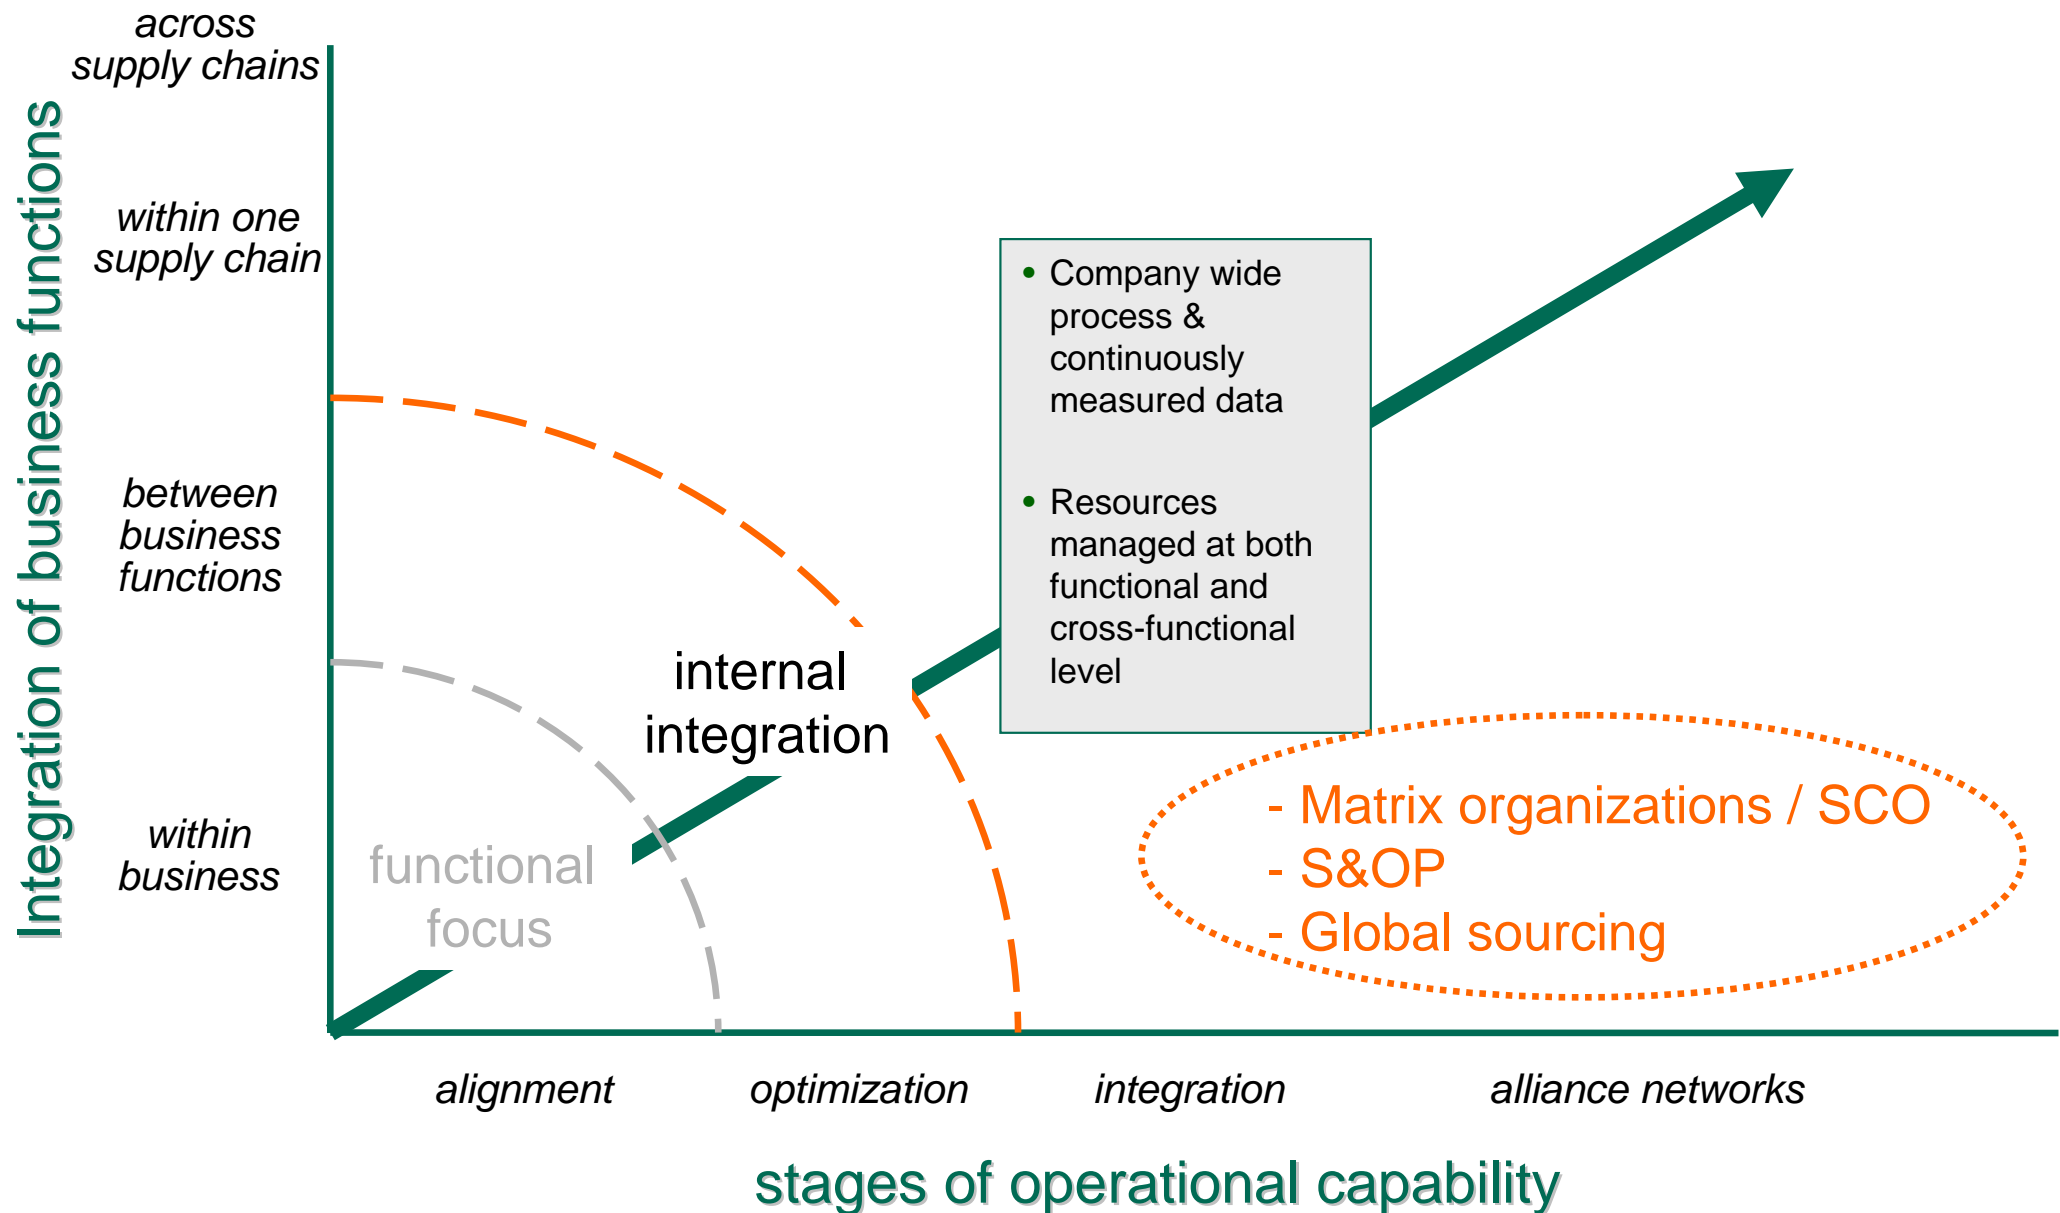 across
supply chains
within one
supply chain
between
business
functions
within
business
Integration of business functions
• Company wide
process &
continuously
measured data
• Resources
managed at both
functional and
cross-functional
level
internal
integration
functional
focus
- Matrix organizations / SCO
- S&OP
- Global sourcing
alignment
optimization
integration
alliance networks
stages of operational capability